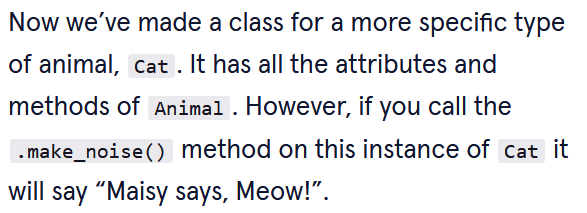 Now we’ve made a class for a more specific type
of animal, Cat. It has all the attributes and
methods of Animal. However, if you call the
.make_noise() method on this instance of Cat it
will say “Maisy says, Meow!”.